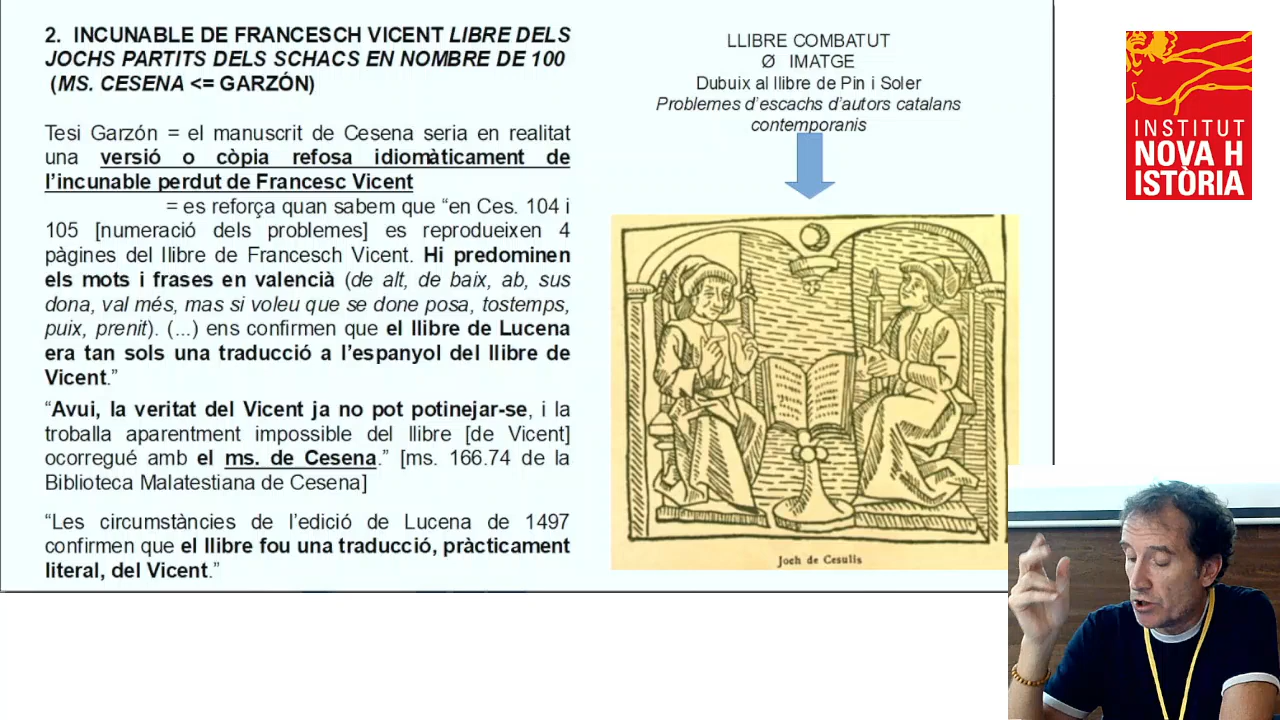 2. INCUNABLE DE FRANCESCH VICENT LIBRE DELS
JOCHS PARTITS DELS SCHACS EN NOMBRE DE 100
(MS. CESENA <= GARZÓN)
Tesi Garzón = el manuscrit de Cesena seria en realitat
una versió o còpia refosa idiomàticament de
l'incunable perdut de Francesc Vicent
= es reforça quan sabem que “en Ces. 104 i
105 [numeració dels problemes] es reprodueixen 4
pàgines del llibre de Francesch Vicent. Hi predominen
els mots i frases en valencià (de alt, de baix, ab, sus
dona, val més, mas si voleu que se done posa, tostemps,
puix, prenit). (...) ens confirmen que el llibre de Lucena
era tan sols una traducció a l'espanyol del llibre de
Vicent.”
“Avui, la veritat del Vicent ja no pot potinejar-se, i la
troballa aparentment impossible del llibre [de Vicent]
ocorregué amb el ms. de Cesena.” [ms. 166.74 de la
Biblioteca Malatestiana de Cesena]
“Les circumstàncies de l'edició de Lucena de 1497
confirmen que el llibre fou una traducció, pràcticament
literal, del Vicent.”
LLIBRE COMBATUT
Ø IMATGE
Dubuix al llibre de Pin i Soler
Problemes d'escachs d'autors catalans
contemporanis
Joch de Cesulis
INSTITUT
NOVA H
ISTÒRIA